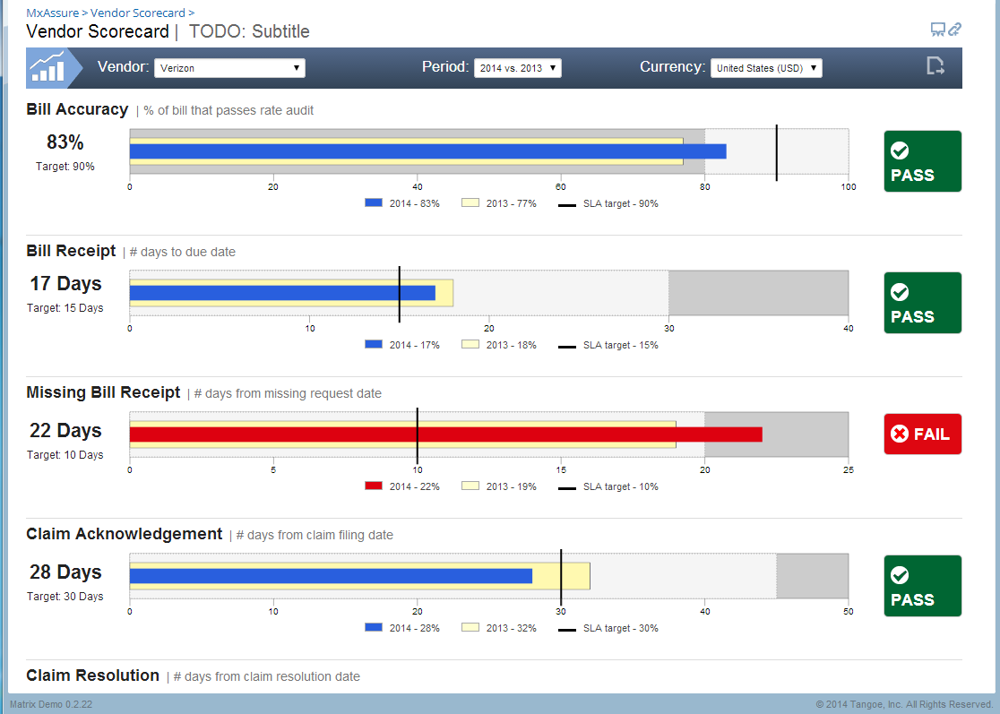 MxAssure > Vendor Scorecard >
Vendor Scorecard | TODO: Subtitle
Vendor: Verizon Period: 2014 vs. 2013 Currency: United States (USD)
Bill Accuracy | % of bill that passes rate audit
83%
Target: 90%
PASS
0 20 40 60 80 100
2014 - 83% 2013 - 77% SLA target - 90%
Bill Receipt | # days to due date
17 Days
Target: 15 Days
PASS
0 10 20 30 40
2014 - 17% 2013 - 18% SLA target - 15%
Missing Bill Receipt | # days from missing request date
22 Days
Target: 10 Days
FAIL
0 5 10 15 20 25
2014 - 22% 2013 - 19% SLA target - 10%
Claim Acknowledgement | # days from claim filing date
28 Days
Target: 30 Days
PASS
0 10 20 30 40 50
2014 - 28% 2013 - 32% SLA target - 30%
Claim Resolution | # days from claim resolution date
Matrix Demo 0.2.22 © 2014 Tangoe, Inc. All Rights Reserved.